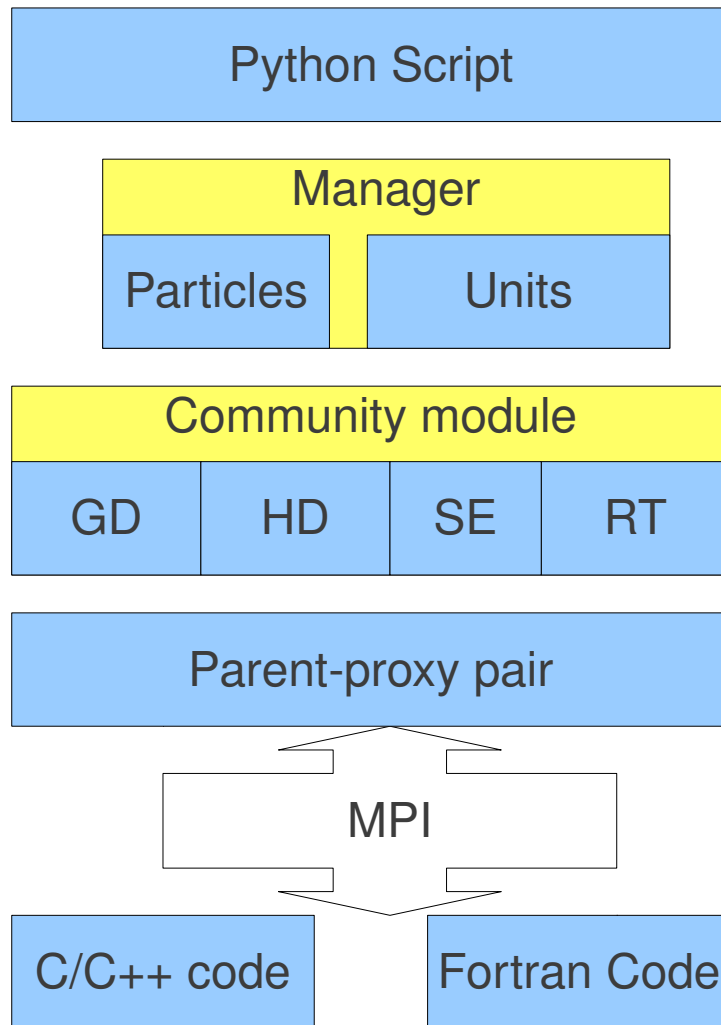 Python Script
Manager
Particles
Units
Community module
GD
HD
SE
RT
Parent-proxy pair
MPI
C/C++ code
Fortran Code